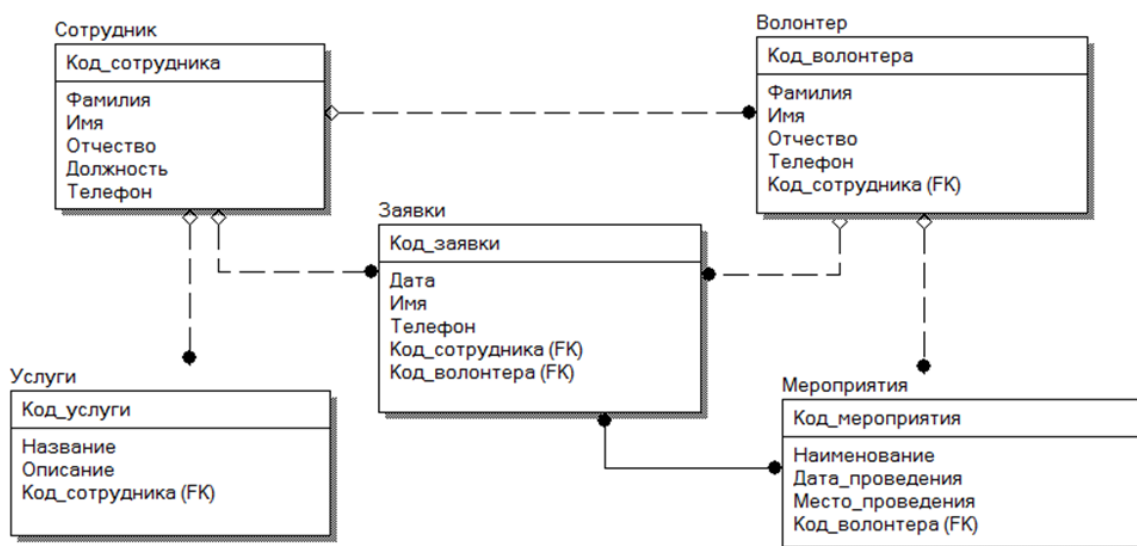 Сотрудник
Код_сотрудника
Фамилия
Имя
Отчество
Должность
Телефон
Волонтер
Код_волонтера
Фамилия
Имя
Отчество
Телефон
Код_сотрудника (FK)
Заявки
Код_заявки
Дата
Имя
Телефон
Код_сотрудника (FK)
Код_волонтера (FK)
Услуги
Код_услуги
Название
Описание
Код_сотрудника (FK)
Мероприятия
Код_мероприятия
Наименование
Дата_проведения
Место_проведения
Код_волонтера (FK)